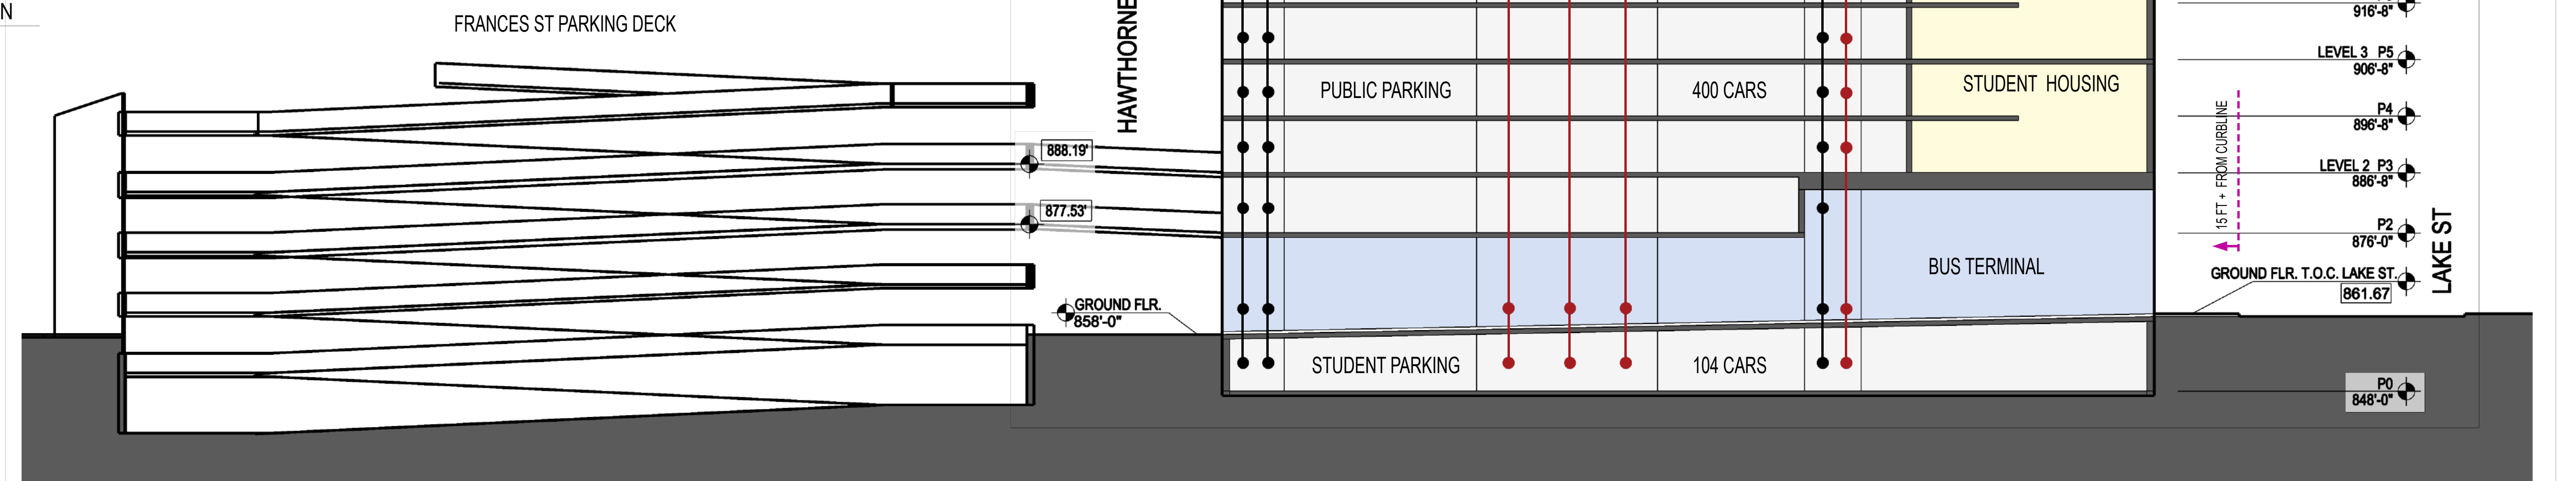 N
FRANCES ST PARKING DECK
HAWTHORNE
916'-8"
LEVEL 3 P5
906'-8"
PUBLIC PARKING
400 CARS
STUDENT HOUSING
P4
896'-8"
15 FT + FROM CURBLINE
888.19'
LEVEL 2 P3
886'-8"
877.53'
P2
876'-0"
LAKE ST
BUS TERMINAL
GROUND FLR. T.O.C. LAKE ST.
861.67
GROUND FLR.
858'-0"
STUDENT PARKING
104 CARS
P0
848'-0"